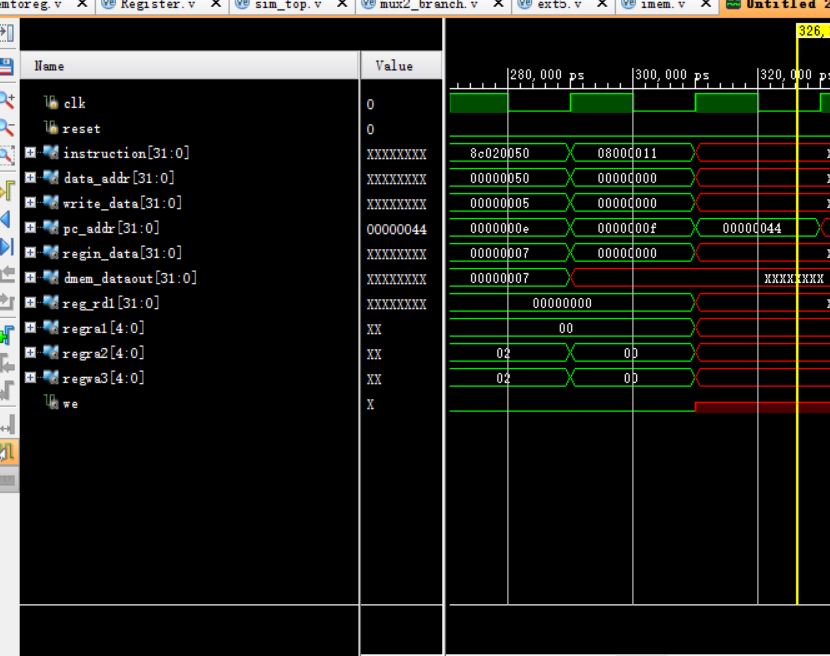 emtoreg.v Register.v sim_top.v mux2_branch.v ext5.v imem.v Untitled 2
326,
Name Value 280,000 ps 300,000 ps 320,000 ps
clk 0
reset 0
instruction[31:0] XXXXXXXX 8c020050 08000011
data_addr[31:0] XXXXXXXX 00000050 00000000
write_data[31:0] XXXXXXXX 00000005 00000000
pc_addr[31:0] 00000044 0000000e 0000000f 00000044
regin_data[31:0] XXXXXXXX 00000007 00000000
dmem_dataout[31:0] XXXXXXXX 00000007 XXXXXXXX
reg_rd1[31:0] XXXXXXXX 00000000
regra1[4:0] XX 00
regra2[4:0] XX 02 00
regwa3[4:0] XX 02 00
we X